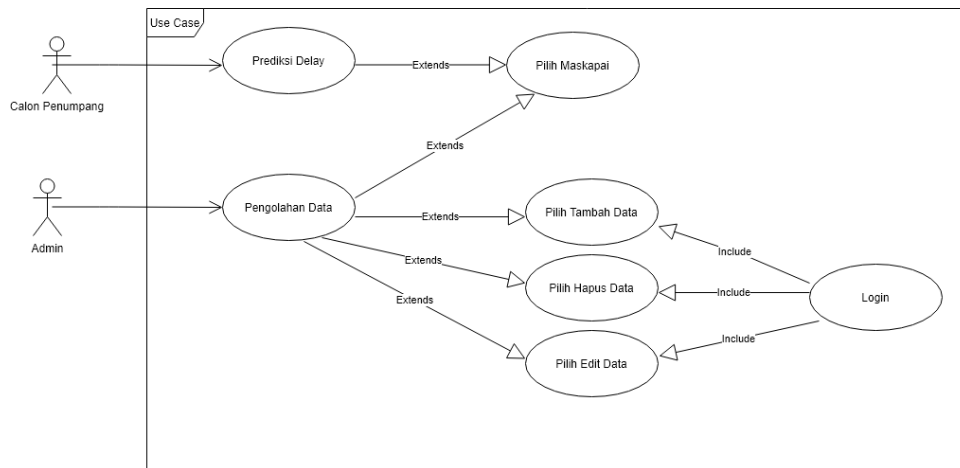 Use Case
Calon Penumpang
Prediksi Delay
Extends
Pilih Maskapai
Extends
Admin
Pengolahan Data
Extends
Pilih Tambah Data
Include
Extends
Pilih Hapus Data
Include
Login
Extends
Pilih Edit Data
Include